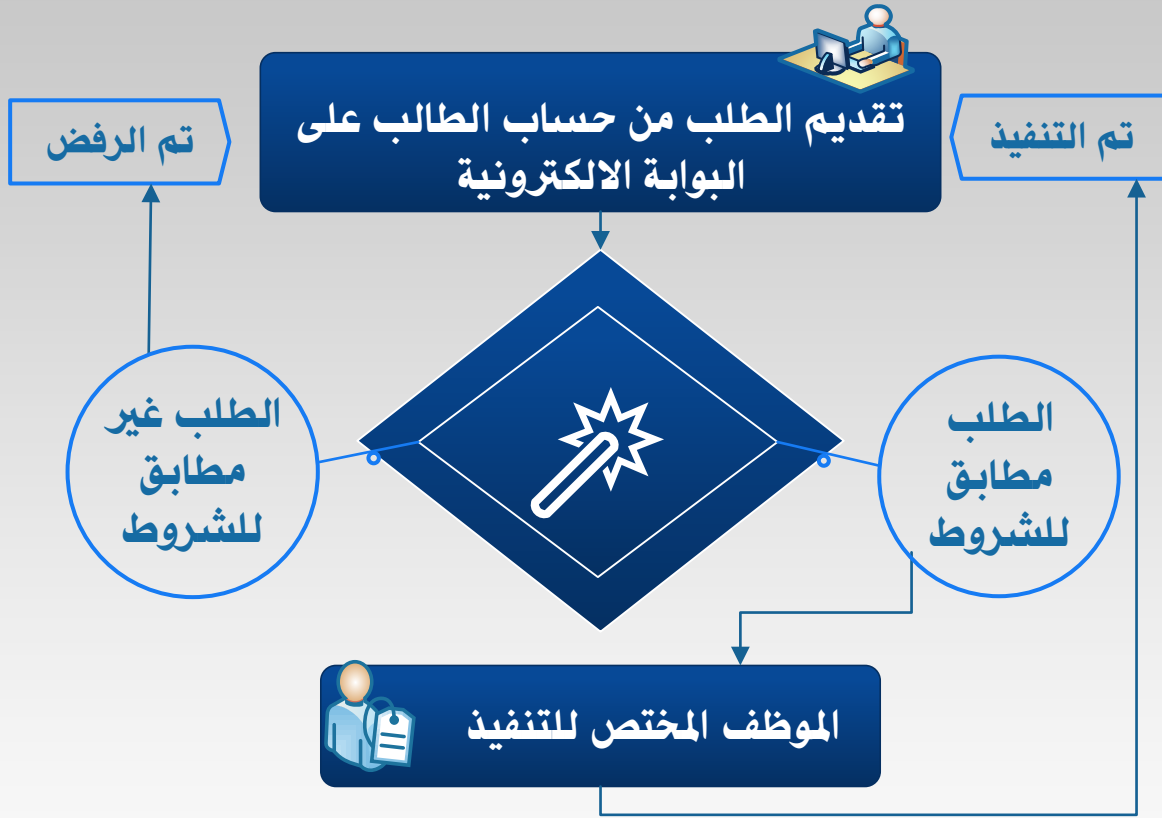 تقديم الطلب من حساب الطالب على
البوابة الالكترونية
تم التنفيذ
تم الرفض
الطلب
مطابق
للشروط
الطلب غير
مطابق
للشروط
الموظف المختص للتنفيذ